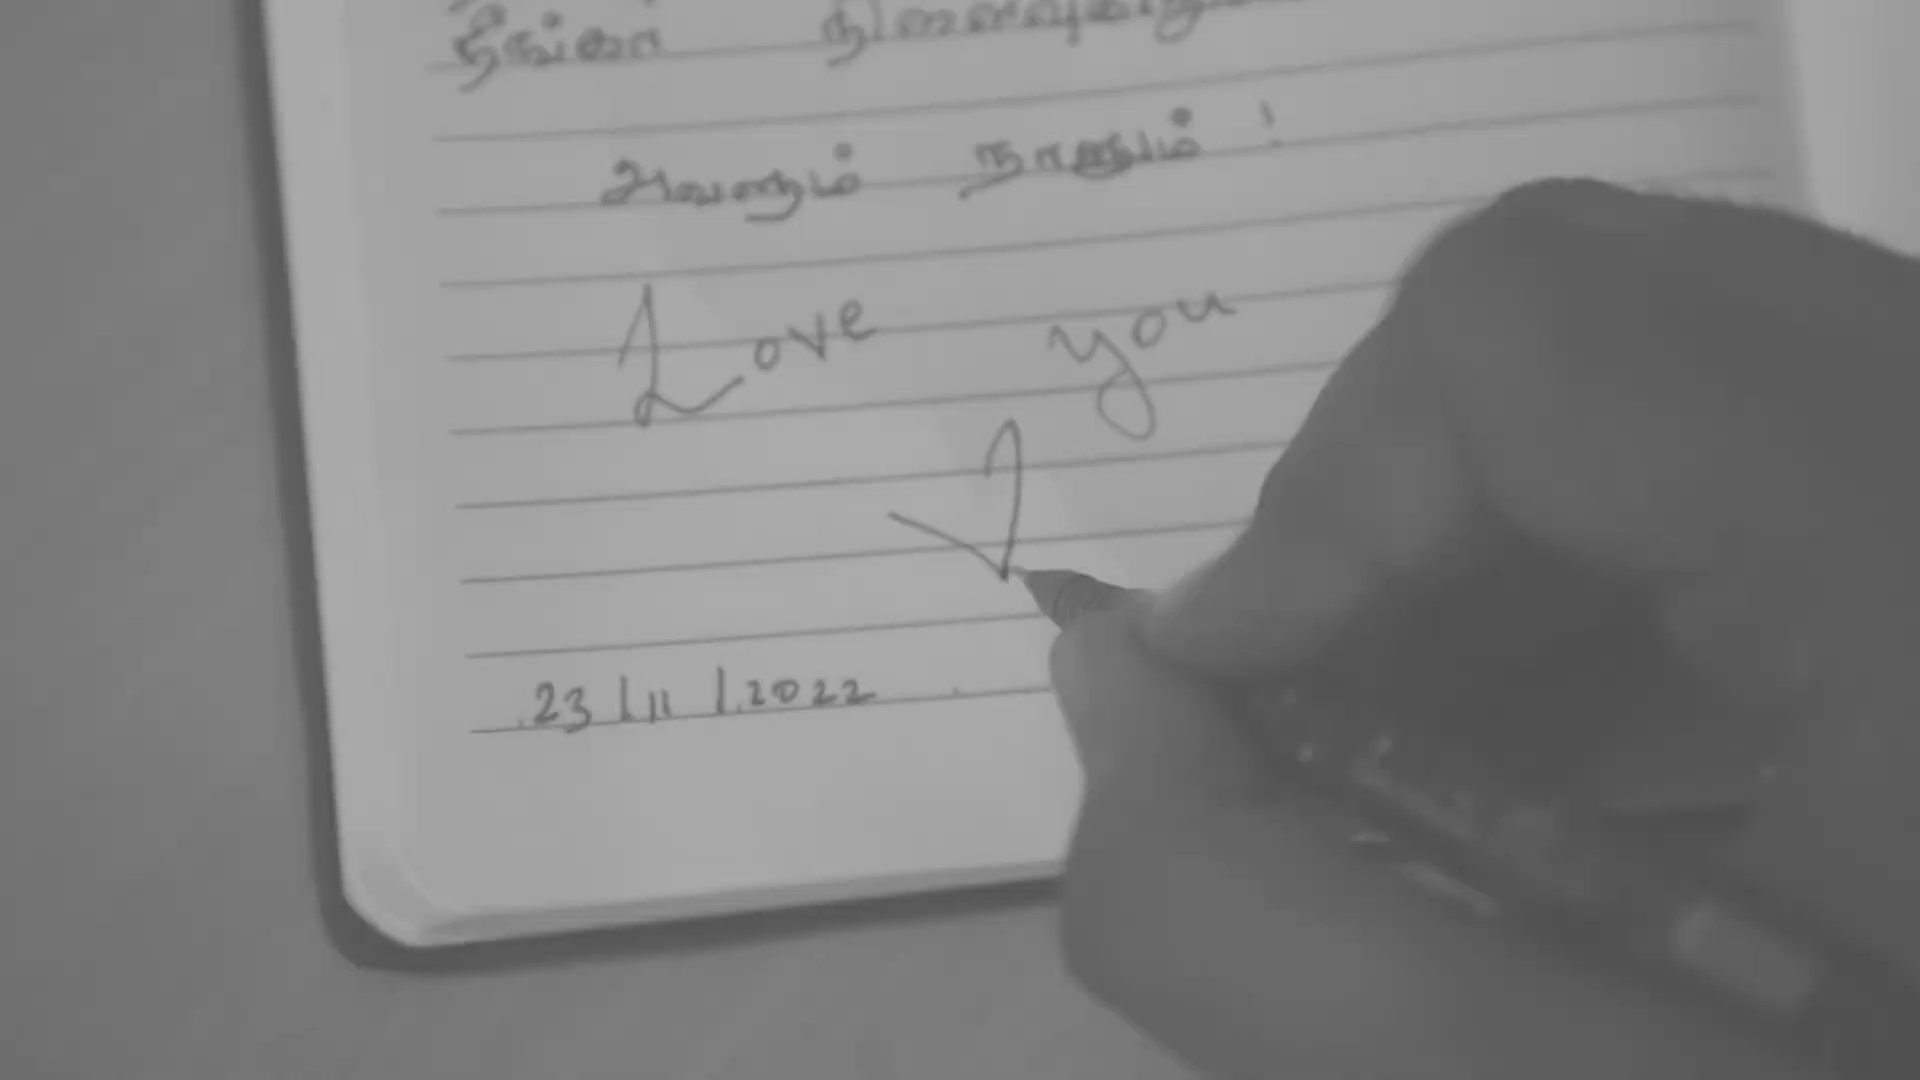 நீங்கா நினைவுகளு
அவளும் நானும் !
Love you
J
23/11/2022